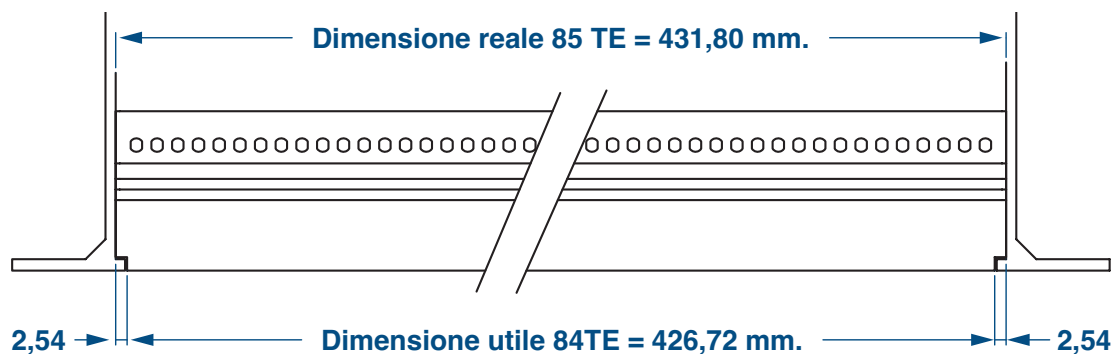 Dimensione reale 85 TE = 431,80 mm.
2,54 Dimensione utile 84TE = 426,72 mm. 2,54